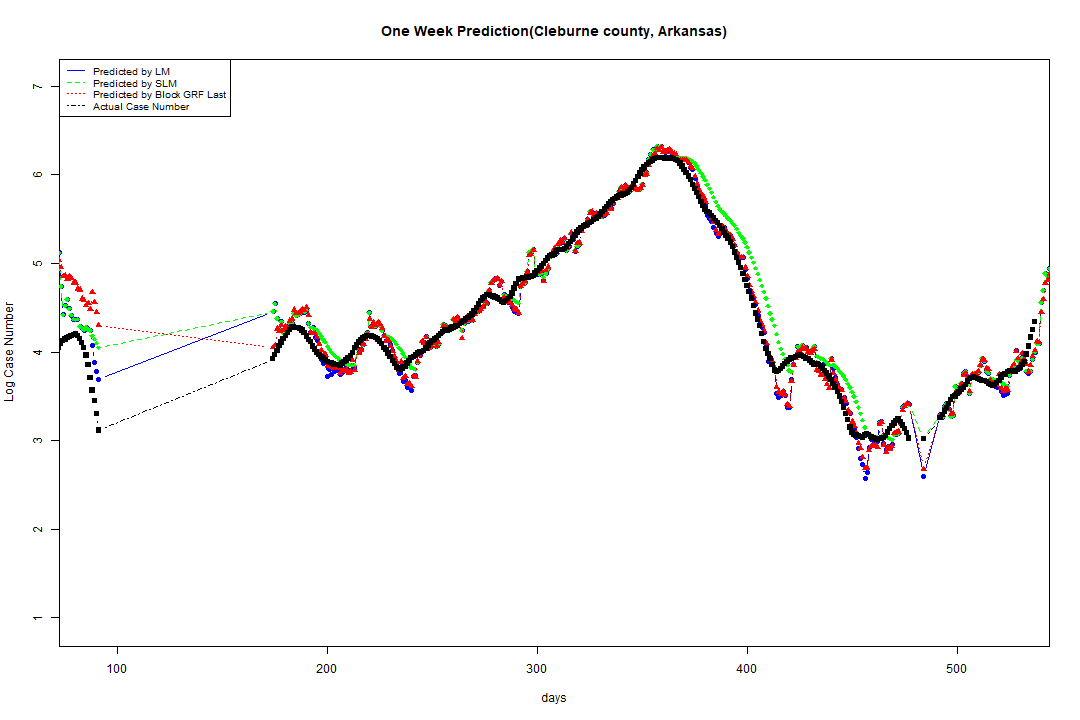 One Week Prediction(Cleburne county, Arkansas)
Predicted by LM
Predicted by SLM
Predicted by Block GRF Last
Actual Case Number
7
6
5
4
3
2
1
Log Case Number
100 200 300 400 500
days